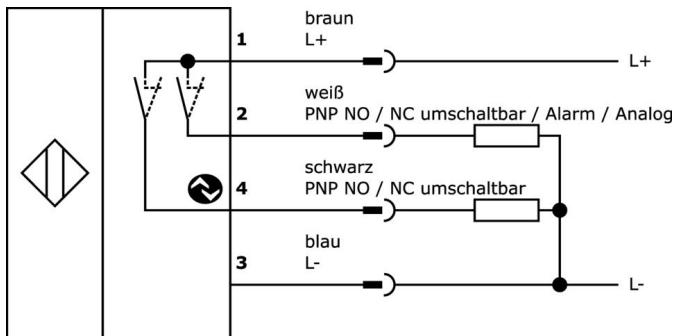 braun
1 L+ L+
weiß
2 PNP NO / NC umschaltbar / Alarm / Analog
schwarz
4 PNP NO / NC umschaltbar
blau
3 L- L-